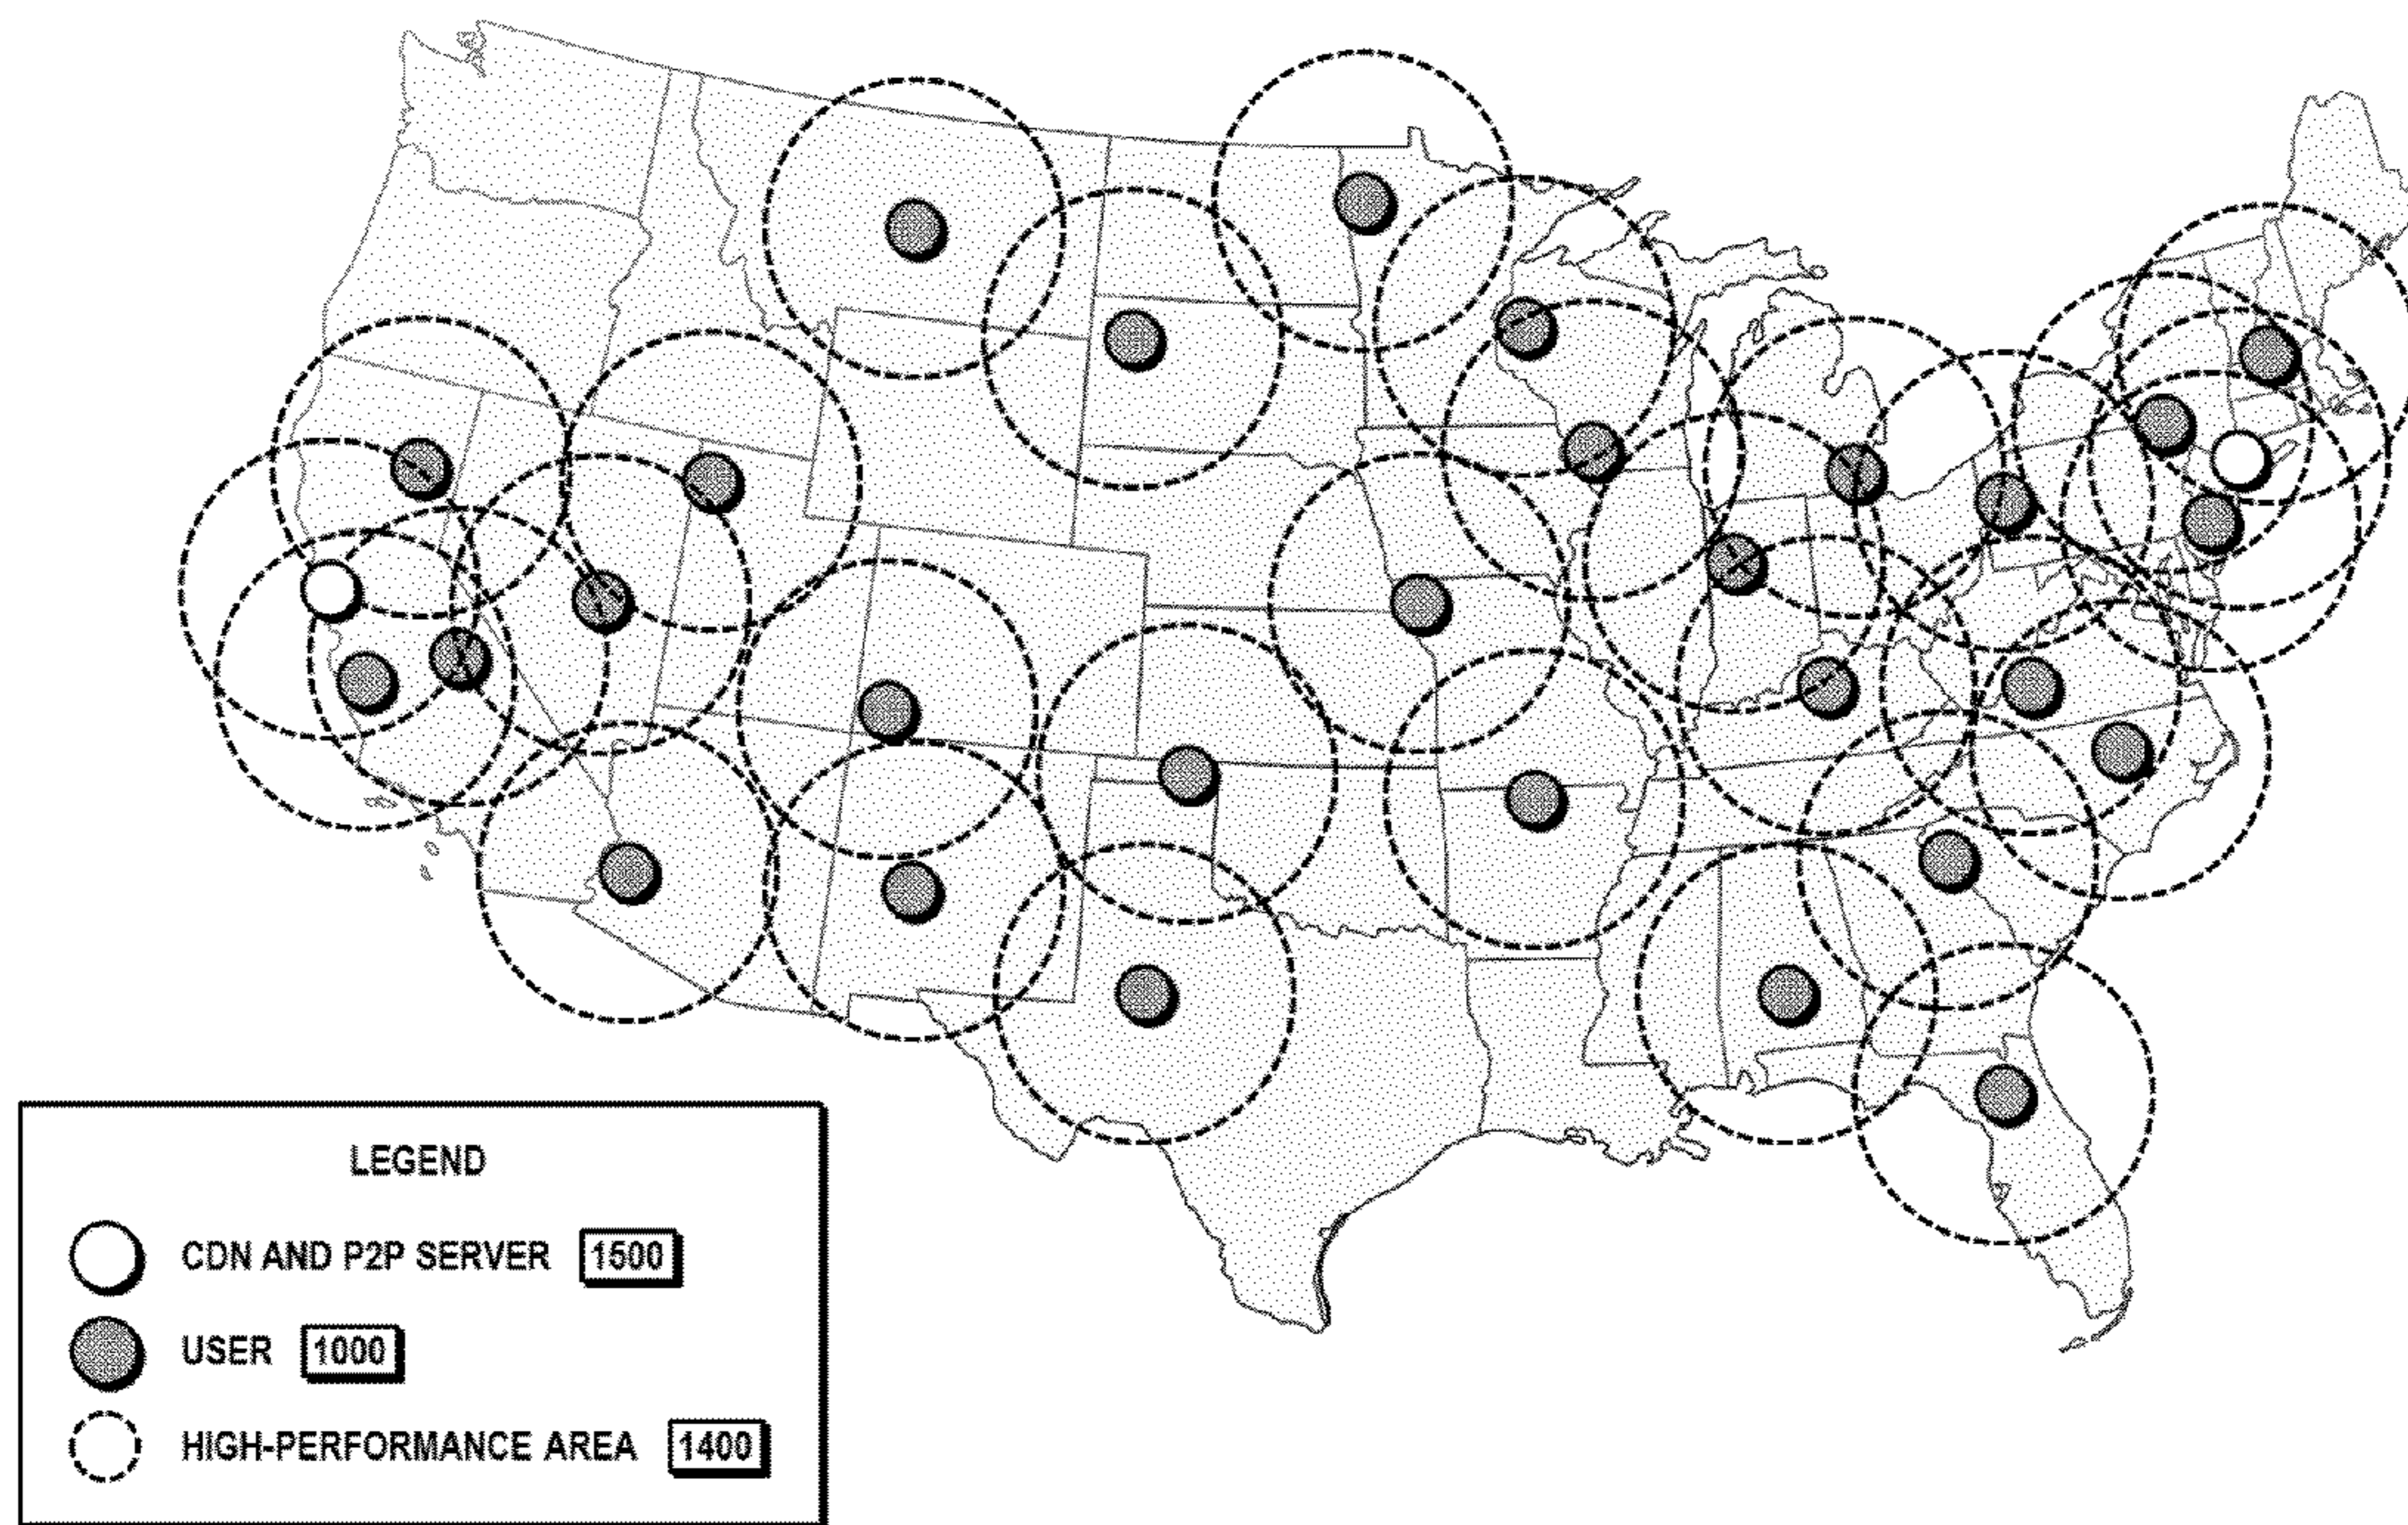 LEGEND
CDN AND P2P SERVER 1500
USER 1000
HIGH-PERFORMANCE AREA 1400